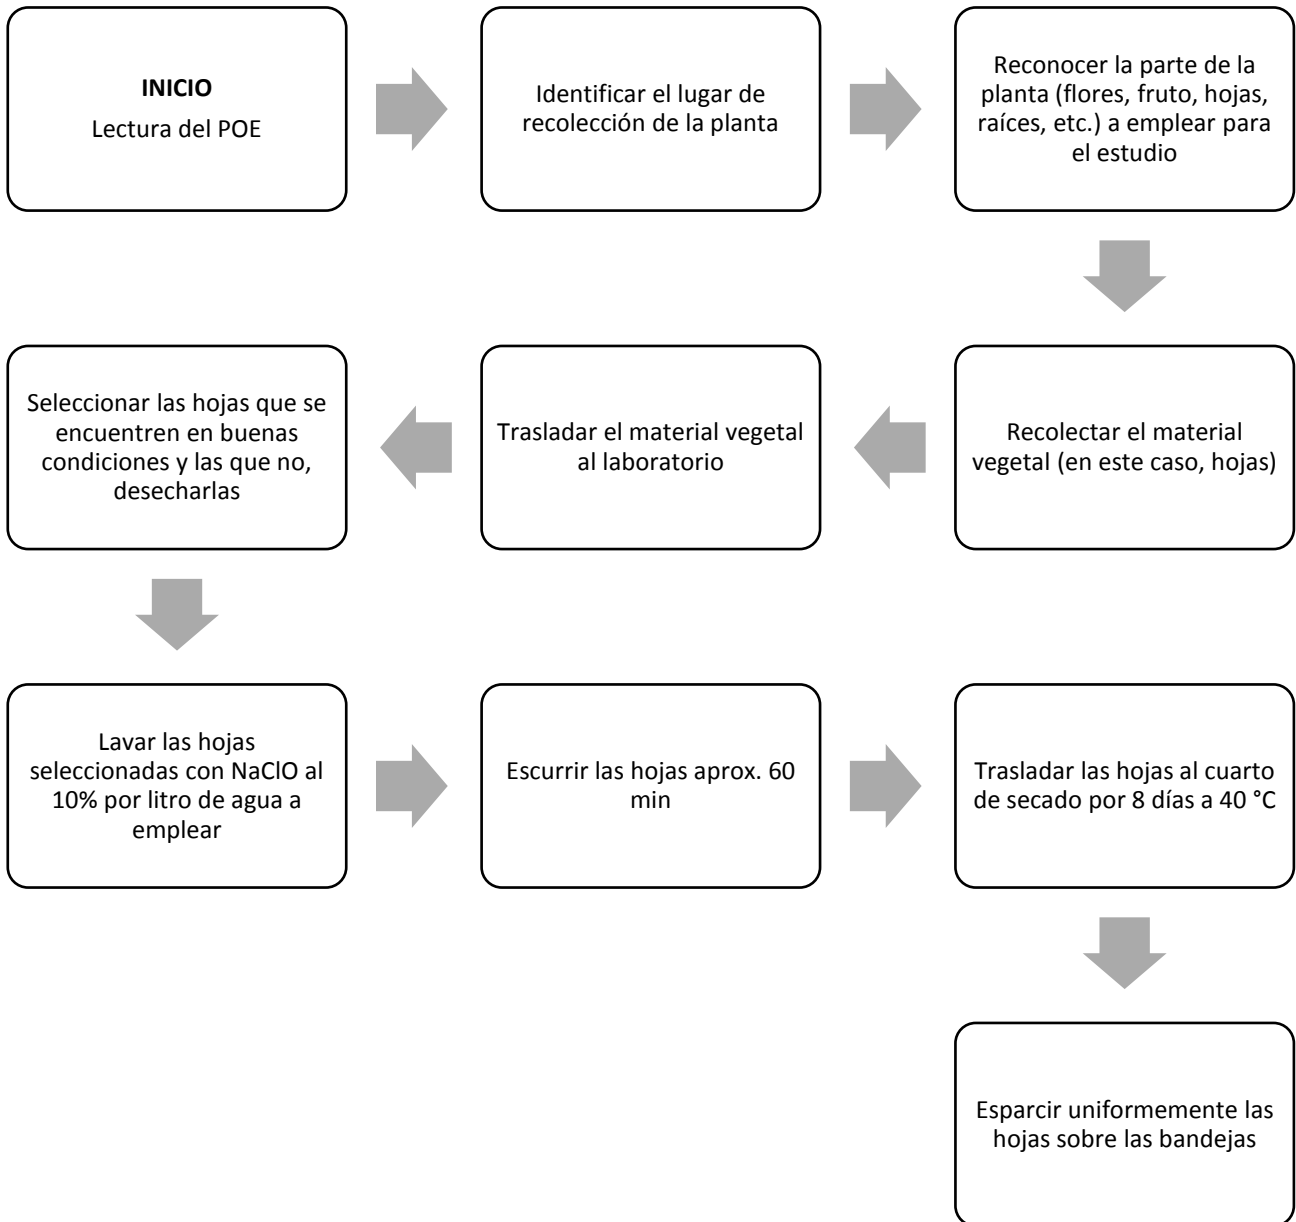 INICIO
Lectura del POE
Identificar el lugar de
recolección de la planta
Reconocer la parte de la
planta (flores, fruto, hojas,
raíces, etc.) a emplear para
el estudio
Recolectar el material
vegetal (en este caso, hojas)
Trasladar el material vegetal
al laboratorio
Seleccionar las hojas que se
encuentren en buenas
condiciones y las que no,
desecharlas
Lavar las hojas
seleccionadas con NaClO al
10% por litro de agua a
emplear
Escurrir las hojas aprox. 60
min
Trasladar las hojas al cuarto
de secado por 8 días a 40 °C
Esparcir uniformemente las
hojas sobre las bandejas